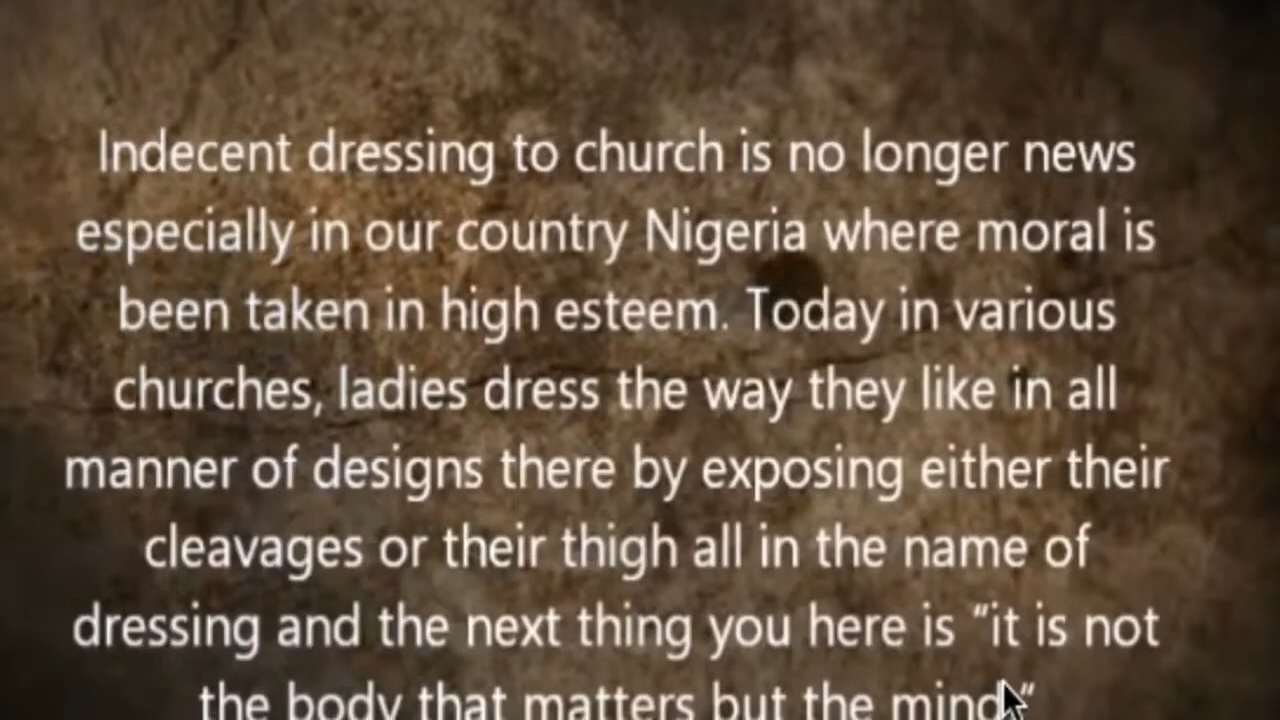 Indecent dressing to church is no longer news
especially in our country Nigeria where moral is
been taken in high esteem. Today in various
churches, ladies dress the way they like in all
manner of designs there by exposing either their
cleavages or their thigh all in the name of
dressing and the next thing you here is “it is not
the body that matters but the mind“